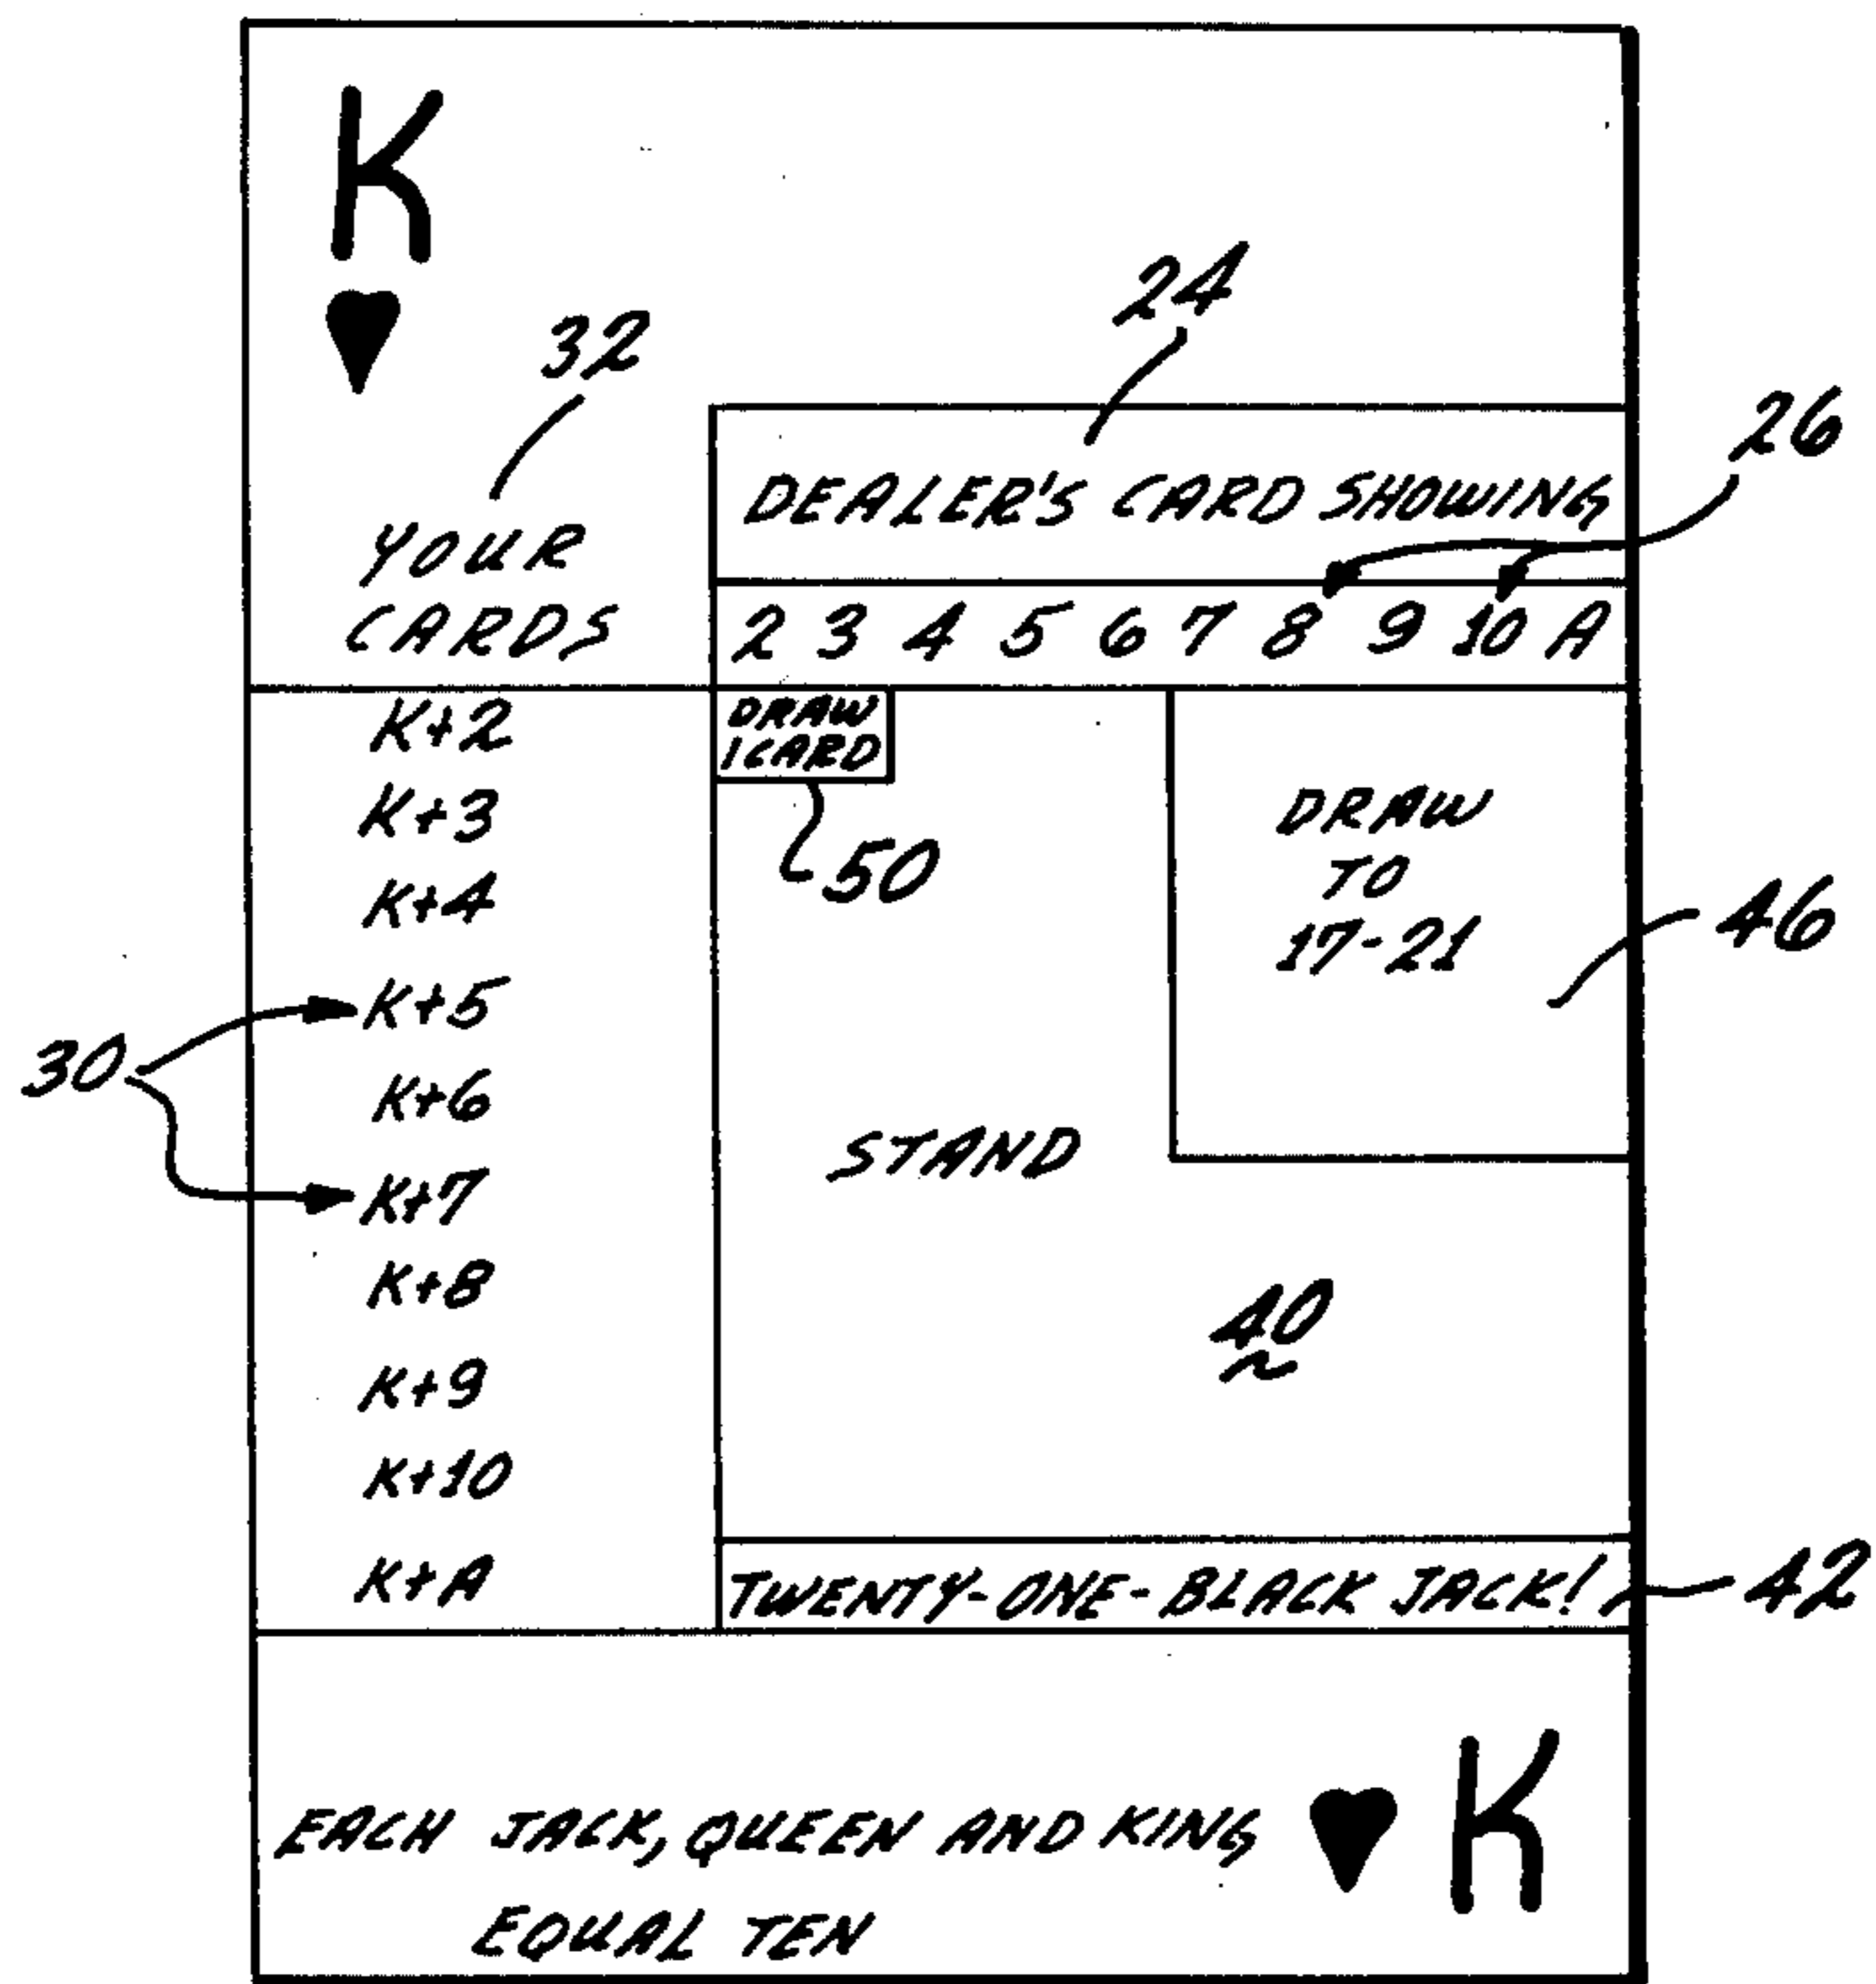 K
32
24
26
DEALER'S CARD SHOWING
YOUR
CARDS
2 3 4 5 6 7 8 9 10 A
K+2
DRAW
1 CARD
K+3
50
DRAW
TO
17-21
K+4
46
K+5
30
K+6
STAND
K+7
K+8
40
K+9
K+10
K+A
TWENTY-ONE-BLACK JACK!
42
EACH JACK, QUEEN AND KING
EQUAL TEN
K